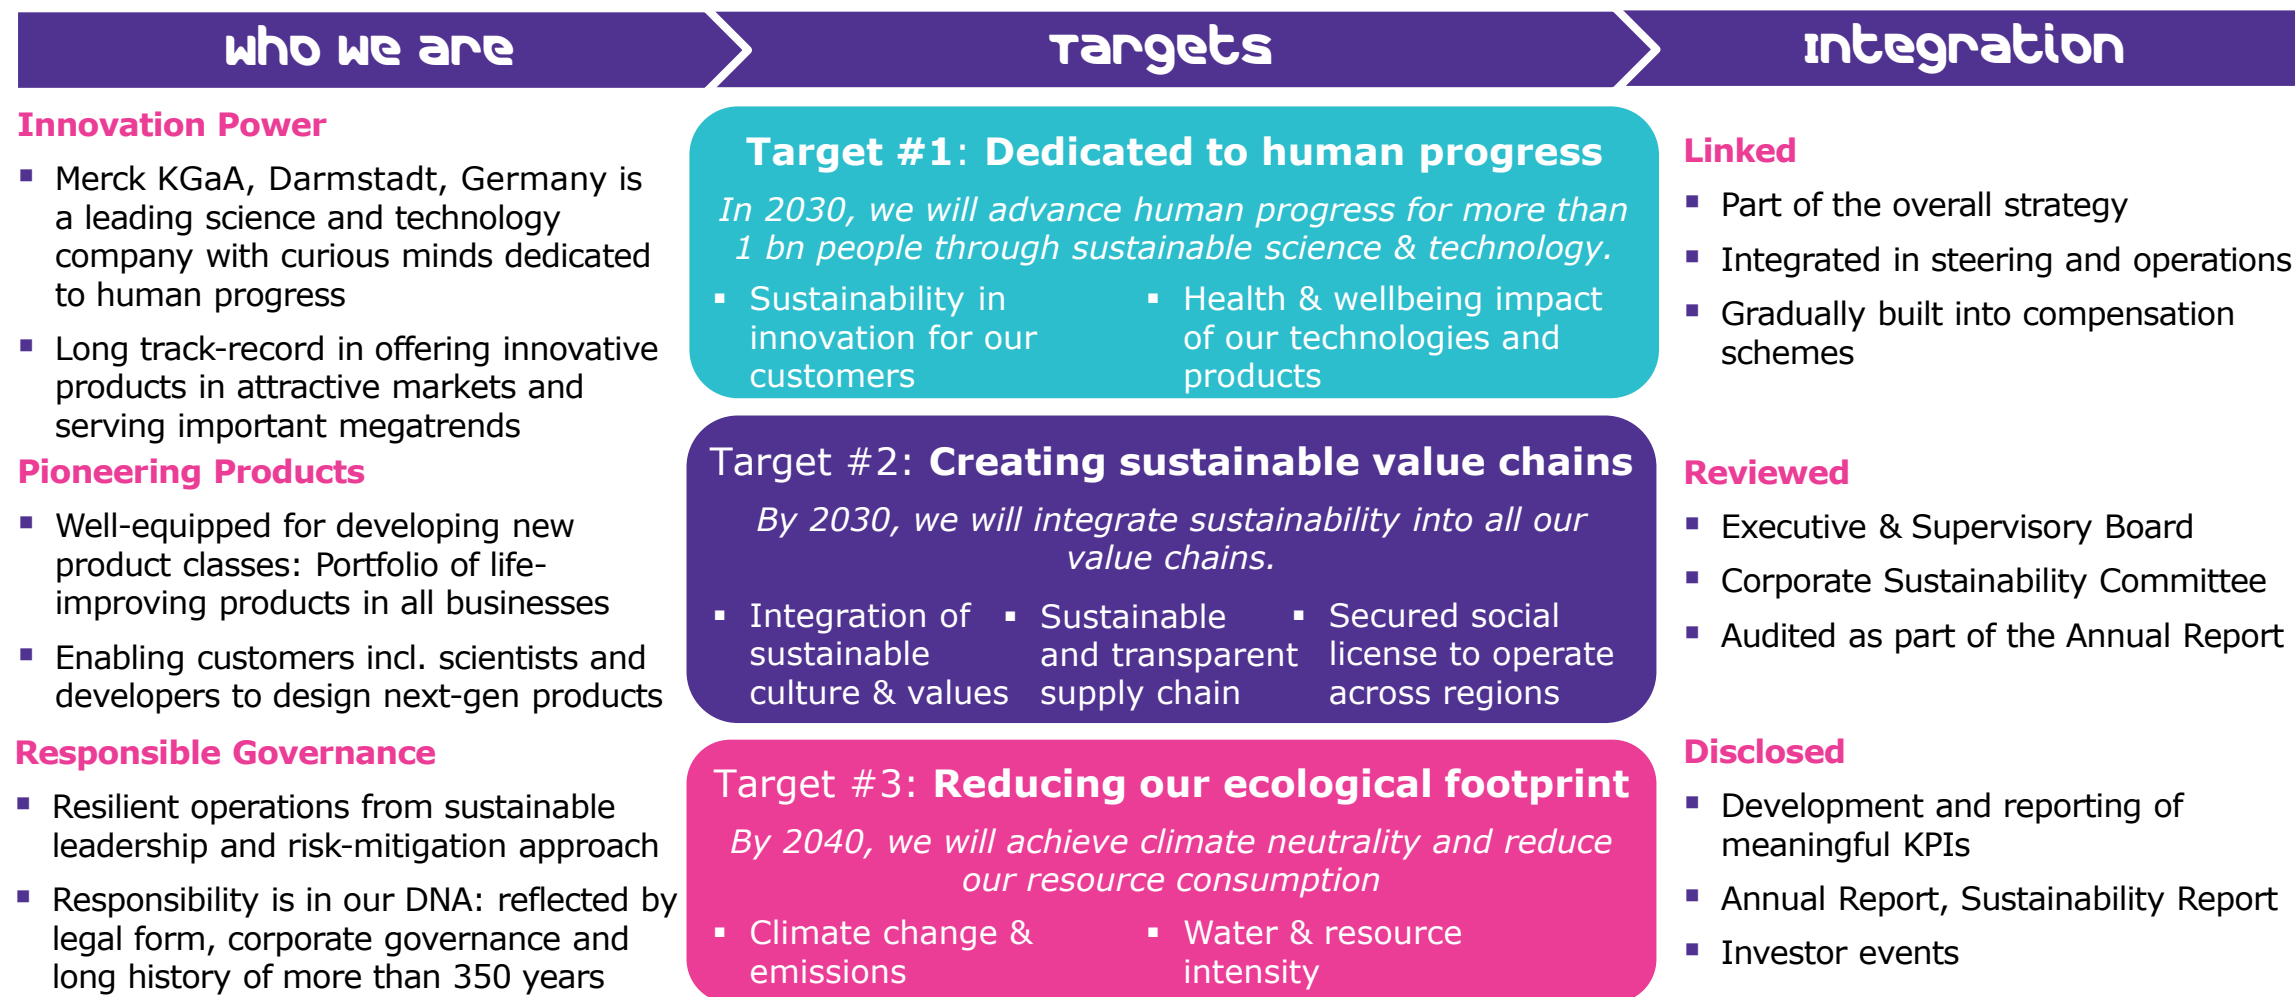 Who we are
Targets
Integration
Innovation Power
▪ Merck KGaA, Darmstadt, Germany is
a leading science and technology
company with curious minds dedicated
to human progress
▪ Long track-record in offering innovative
products in attractive markets and
serving important megatrends
Pioneering Products
▪ Well-equipped for developing new
product classes: Portfolio of life-
improving products in all businesses
▪ Enabling customers incl. scientists and
developers to design next-gen products
Responsible Governance
▪ Resilient operations from sustainable
leadership and risk-mitigation approach
▪ Responsibility is in our DNA: reflected by
legal form, corporate governance and
long history of more than 350 years
Target #1: Dedicated to human progress
In 2030, we will advance human progress for more than
1 bn people through sustainable science & technology.
▪ Sustainability in
innovation for our
customers
▪ Health & wellbeing impact
of our technologies and
products
Target #2: Creating sustainable value chains
By 2030, we will integrate sustainability into all our
value chains.
▪ Integration of
sustainable
culture & values
▪ Sustainable
and transparent
supply chain
▪ Secured social
license to operate
across regions
Target #3: Reducing our ecological footprint
By 2040, we will achieve climate neutrality and reduce
our resource consumption
▪ Climate change &
emissions
▪ Water & resource
intensity
Linked
▪ Part of the overall strategy
▪ Integrated in steering and operations
▪ Gradually built into compensation
schemes
Reviewed
▪ Executive & Supervisory Board
▪ Corporate Sustainability Committee
▪ Audited as part of the Annual Report
Disclosed
▪ Development and reporting of
meaningful KPIs
▪ Annual Report, Sustainability Report
▪ Investor events